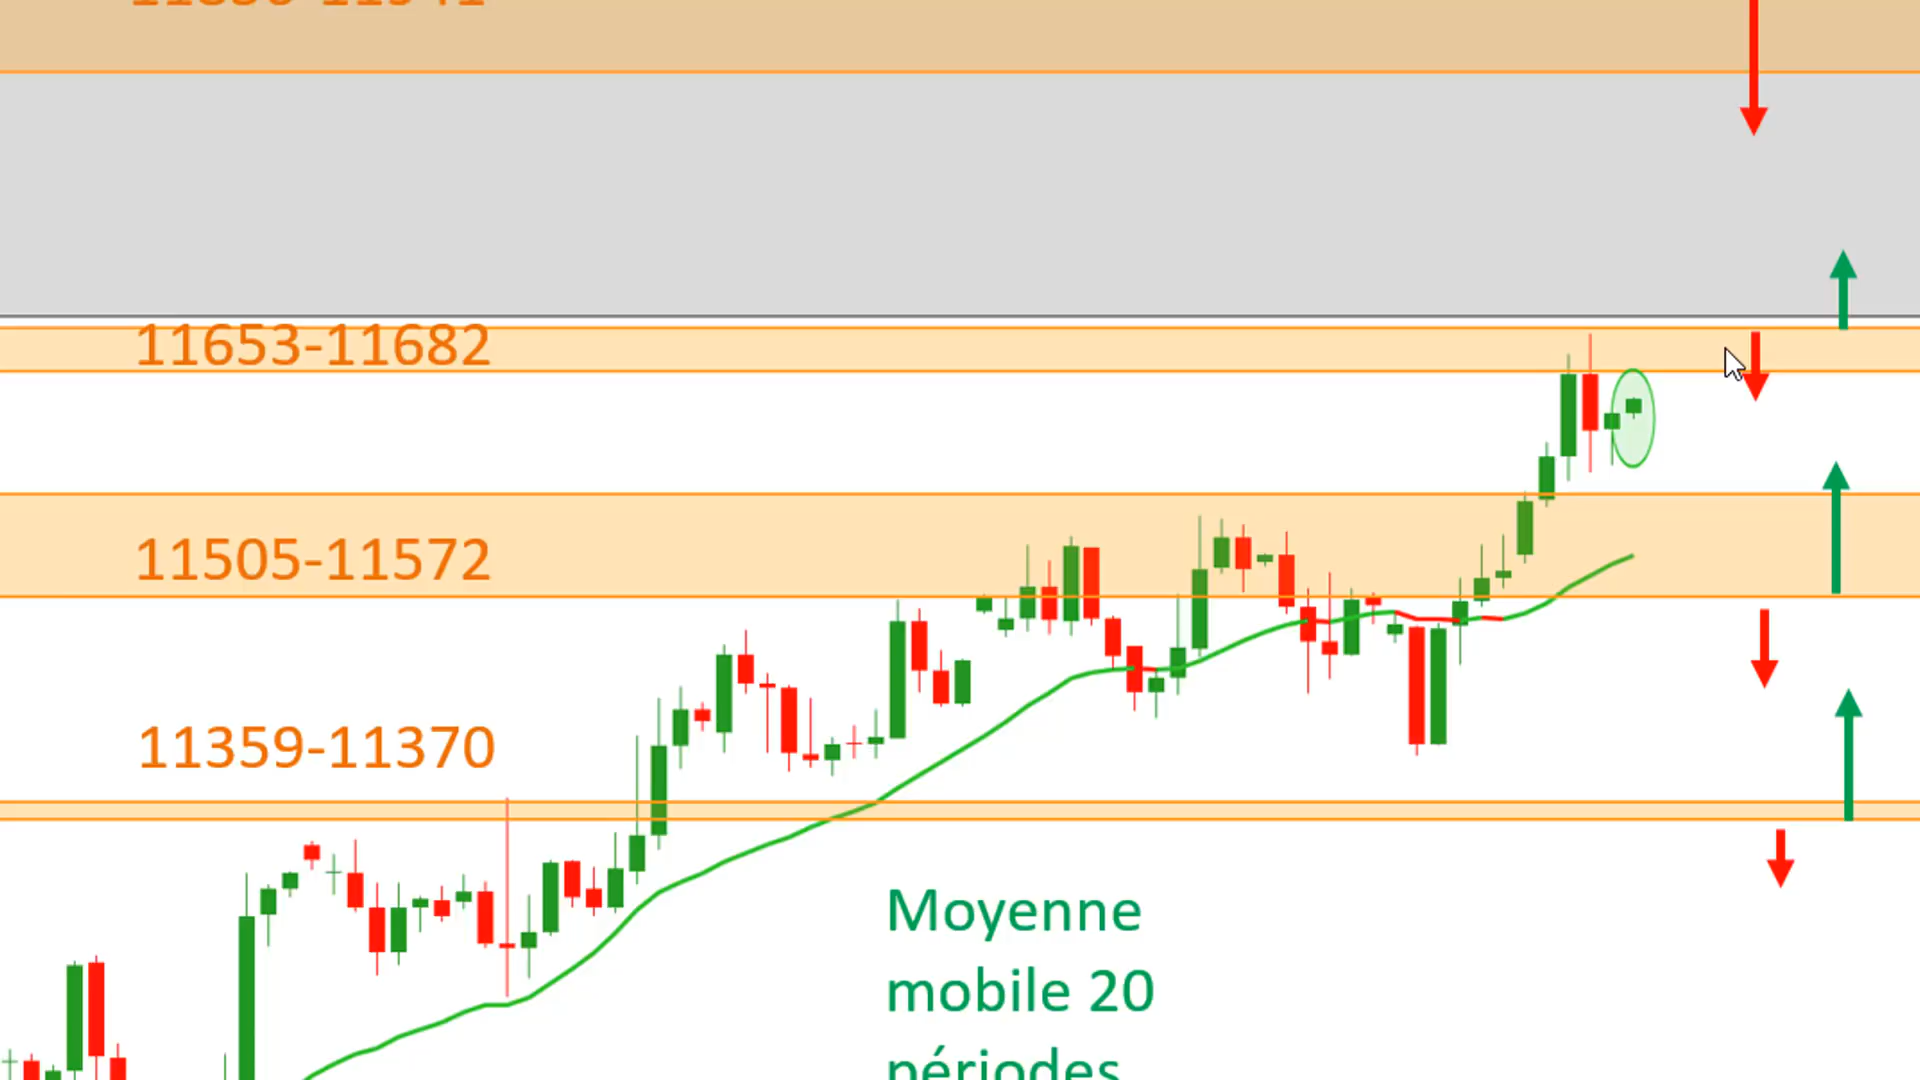 11653-11682
11505-11572
11359-11370
Moyenne
mobile 20
périodes